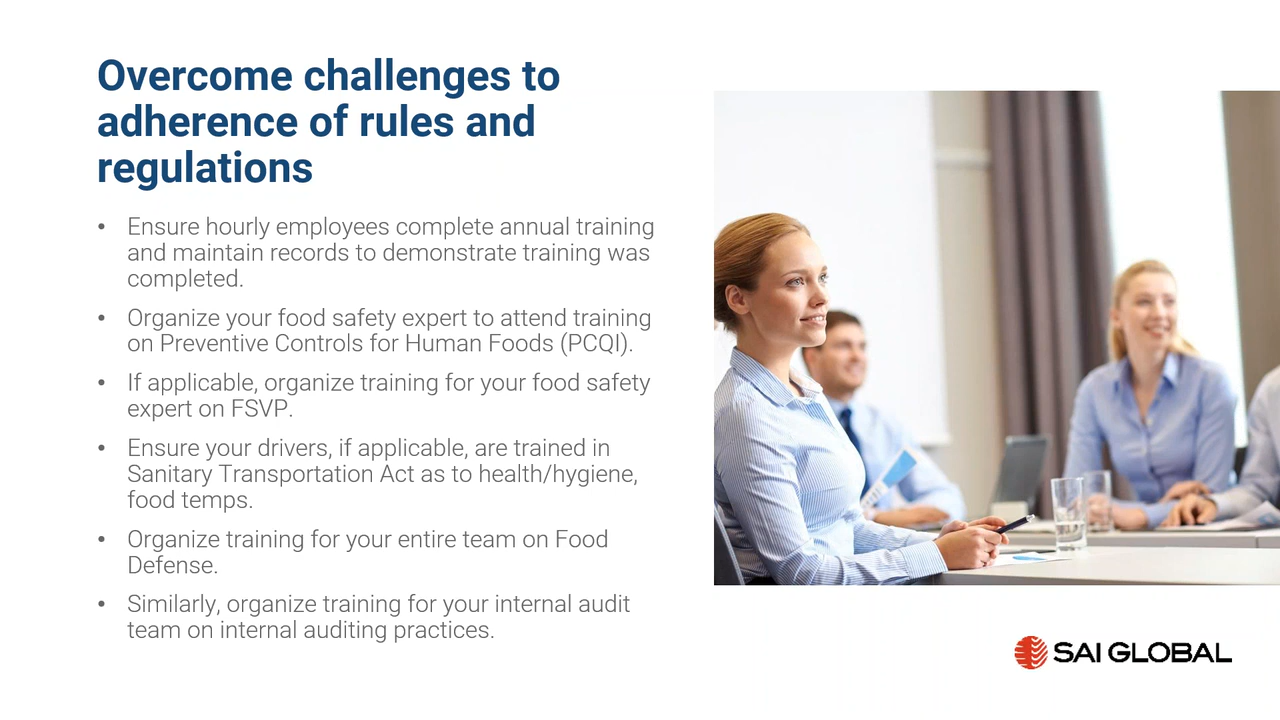 Overcome challenges to
adherence of rules and
regulations
• Ensure hourly employees complete annual training
and maintain records to demonstrate training was
completed.
• Organize your food safety expert to attend training
on Preventive Controls for Human Foods (PCQI).
• If applicable, organize training for your food safety
expert on FSVP.
• Ensure your drivers, if applicable, are trained in
Sanitary Transportation Act as to health/hygiene,
food temps.
• Organize training for your entire team on Food
Defense.
• Similarly, organize training for your internal audit
team on internal auditing practices.
SAI GLOBAL